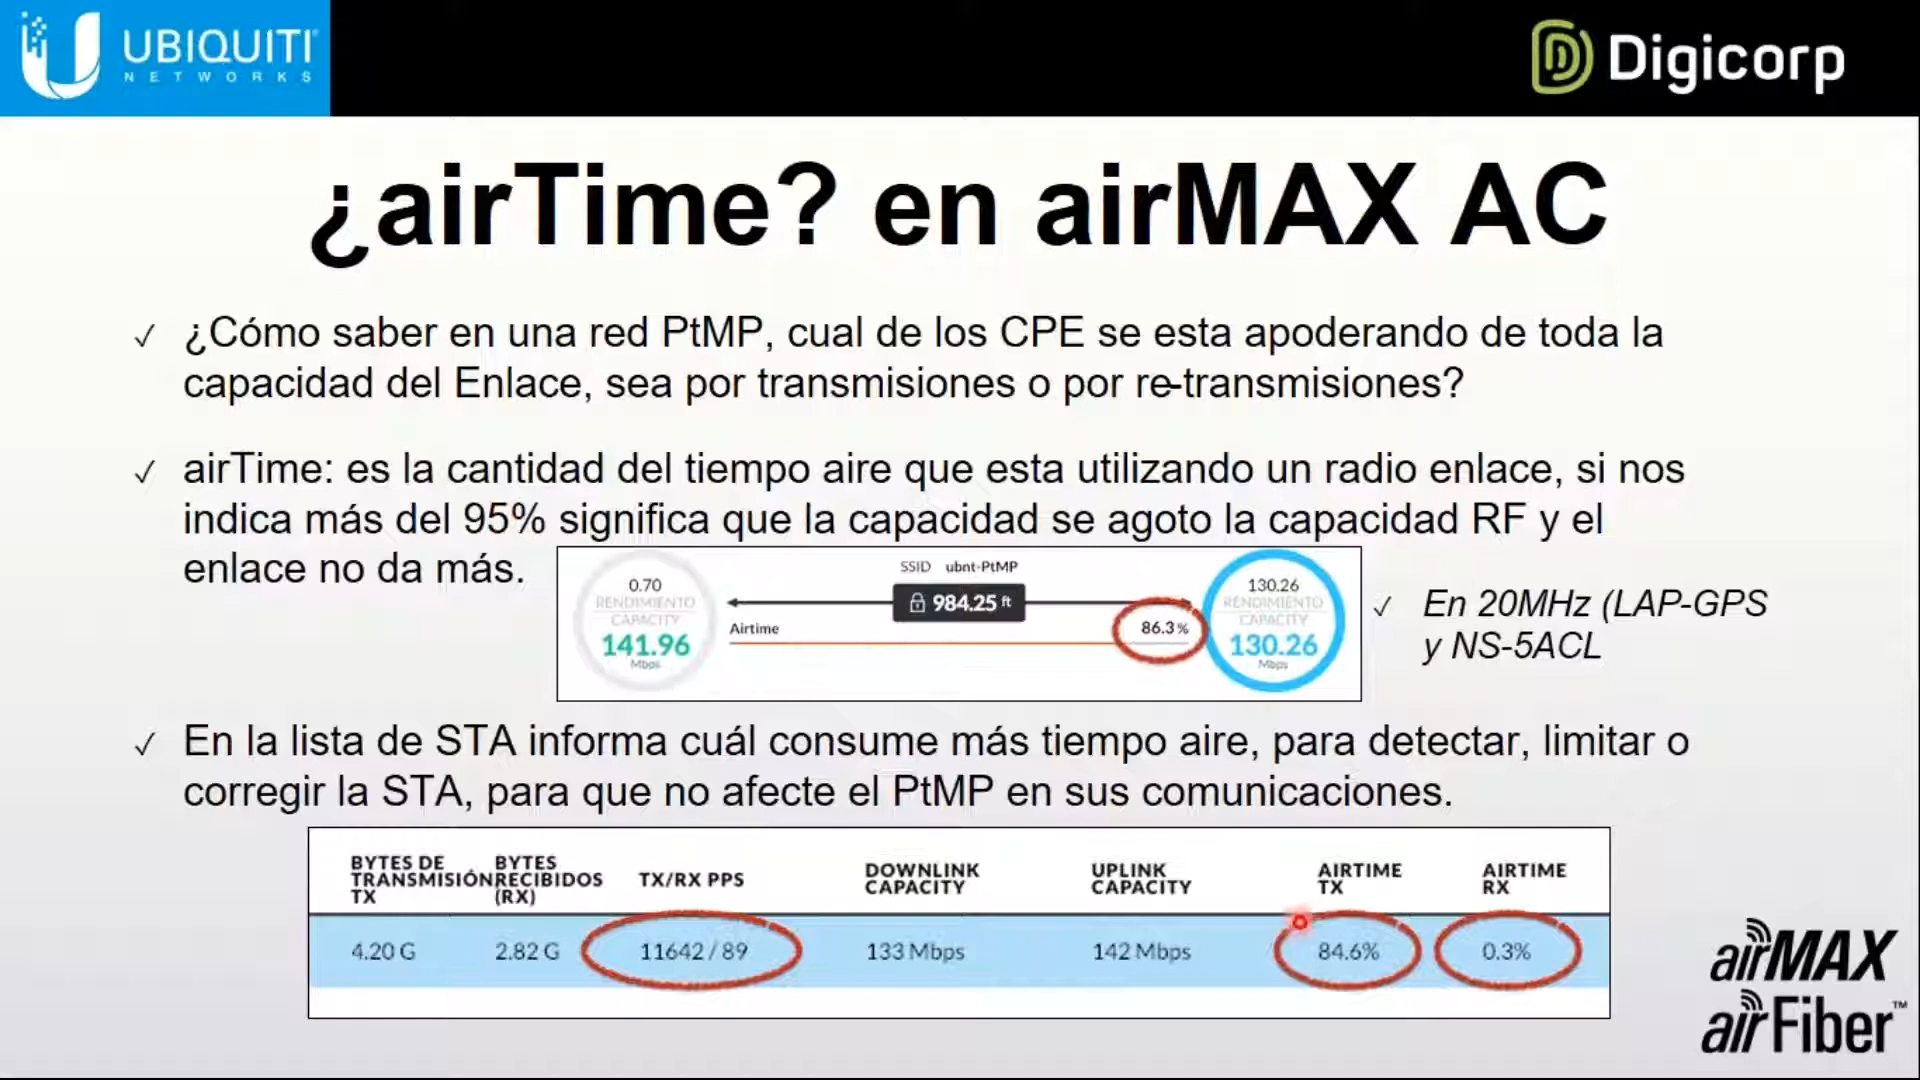 UBIQUITI
NETWORKS
Digicorp
¿airTime? en airMAX AC
✓ ¿Cómo saber en una red PtMP, cual de los CPE se esta apoderando de toda la
capacidad del Enlace, sea por transmisiones o por re-transmisiones?
✓ airTime: es la cantidad del tiempo aire que esta utilizando un radio enlace, si nos
indica más del 95% significa que la capacidad se agoto la capacidad RF y el
enlace no da más.
SSID ubnt-PtMP
0.70
RENDIMIENTO
CAPACITY
141.96
Mbps
984.25 ft
Airtime
86.3 %
130.26
RENDIMIENTO
CAPACITY
130.26
Mbps
✓ En 20MHz (LAP-GPS
y NS-5ACL
✓ En la lista de STA informa cuál consume más tiempo aire, para detectar, limitar o
corregir la STA, para que no afecte el PtMP en sus comunicaciones.
BYTES DE
TRANSMISIÓN
TX
BYTES
RECIBIDOS
(RX)
TX/RX PPS
DOWNLINK
CAPACITY
UPLINK
CAPACITY
AIRTIME
TX
AIRTIME
RX
4.20 G 2.82 G 11642 / 89 133 Mbps 142 Mbps 84.6% 0.3%
airMAX
airFiber™